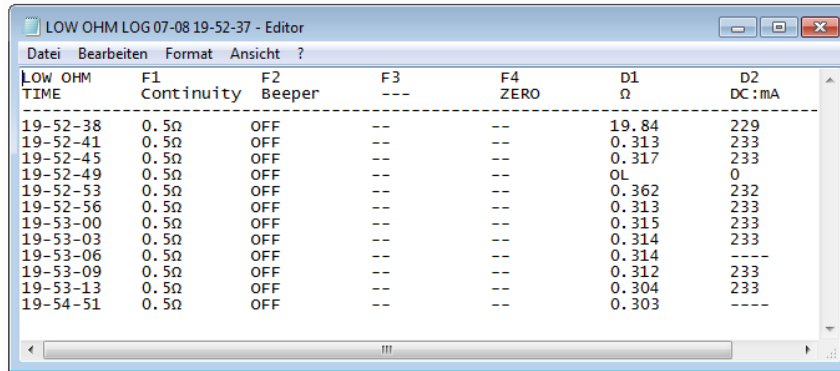 LOW OHM LOG 07-08 19-52-37 - Editor
Datei Bearbeiten Format Ansicht ?
LOW OHM F1 F2 F3 F4 D1 D2
TIME Continuity Beeper --- ZERO Ω DC:mA
--------------------------------------------------------------------------------
19-52-38 0.5Ω OFF -- -- 19.84 229
19-52-41 0.5Ω OFF -- -- 0.313 233
19-52-45 0.5Ω OFF -- -- 0.317 233
19-52-49 0.5Ω OFF -- -- OL 0
19-52-53 0.5Ω OFF -- -- 0.362 232
19-52-56 0.5Ω OFF -- -- 0.313 233
19-53-00 0.5Ω OFF -- -- 0.315 233
19-53-03 0.5Ω OFF -- -- 0.314 233
19-53-06 0.5Ω OFF -- -- 0.314 ----
19-53-09 0.5Ω OFF -- -- 0.312 233
19-53-13 0.5Ω OFF -- -- 0.304 233
19-54-51 0.5Ω OFF -- -- 0.303 ----